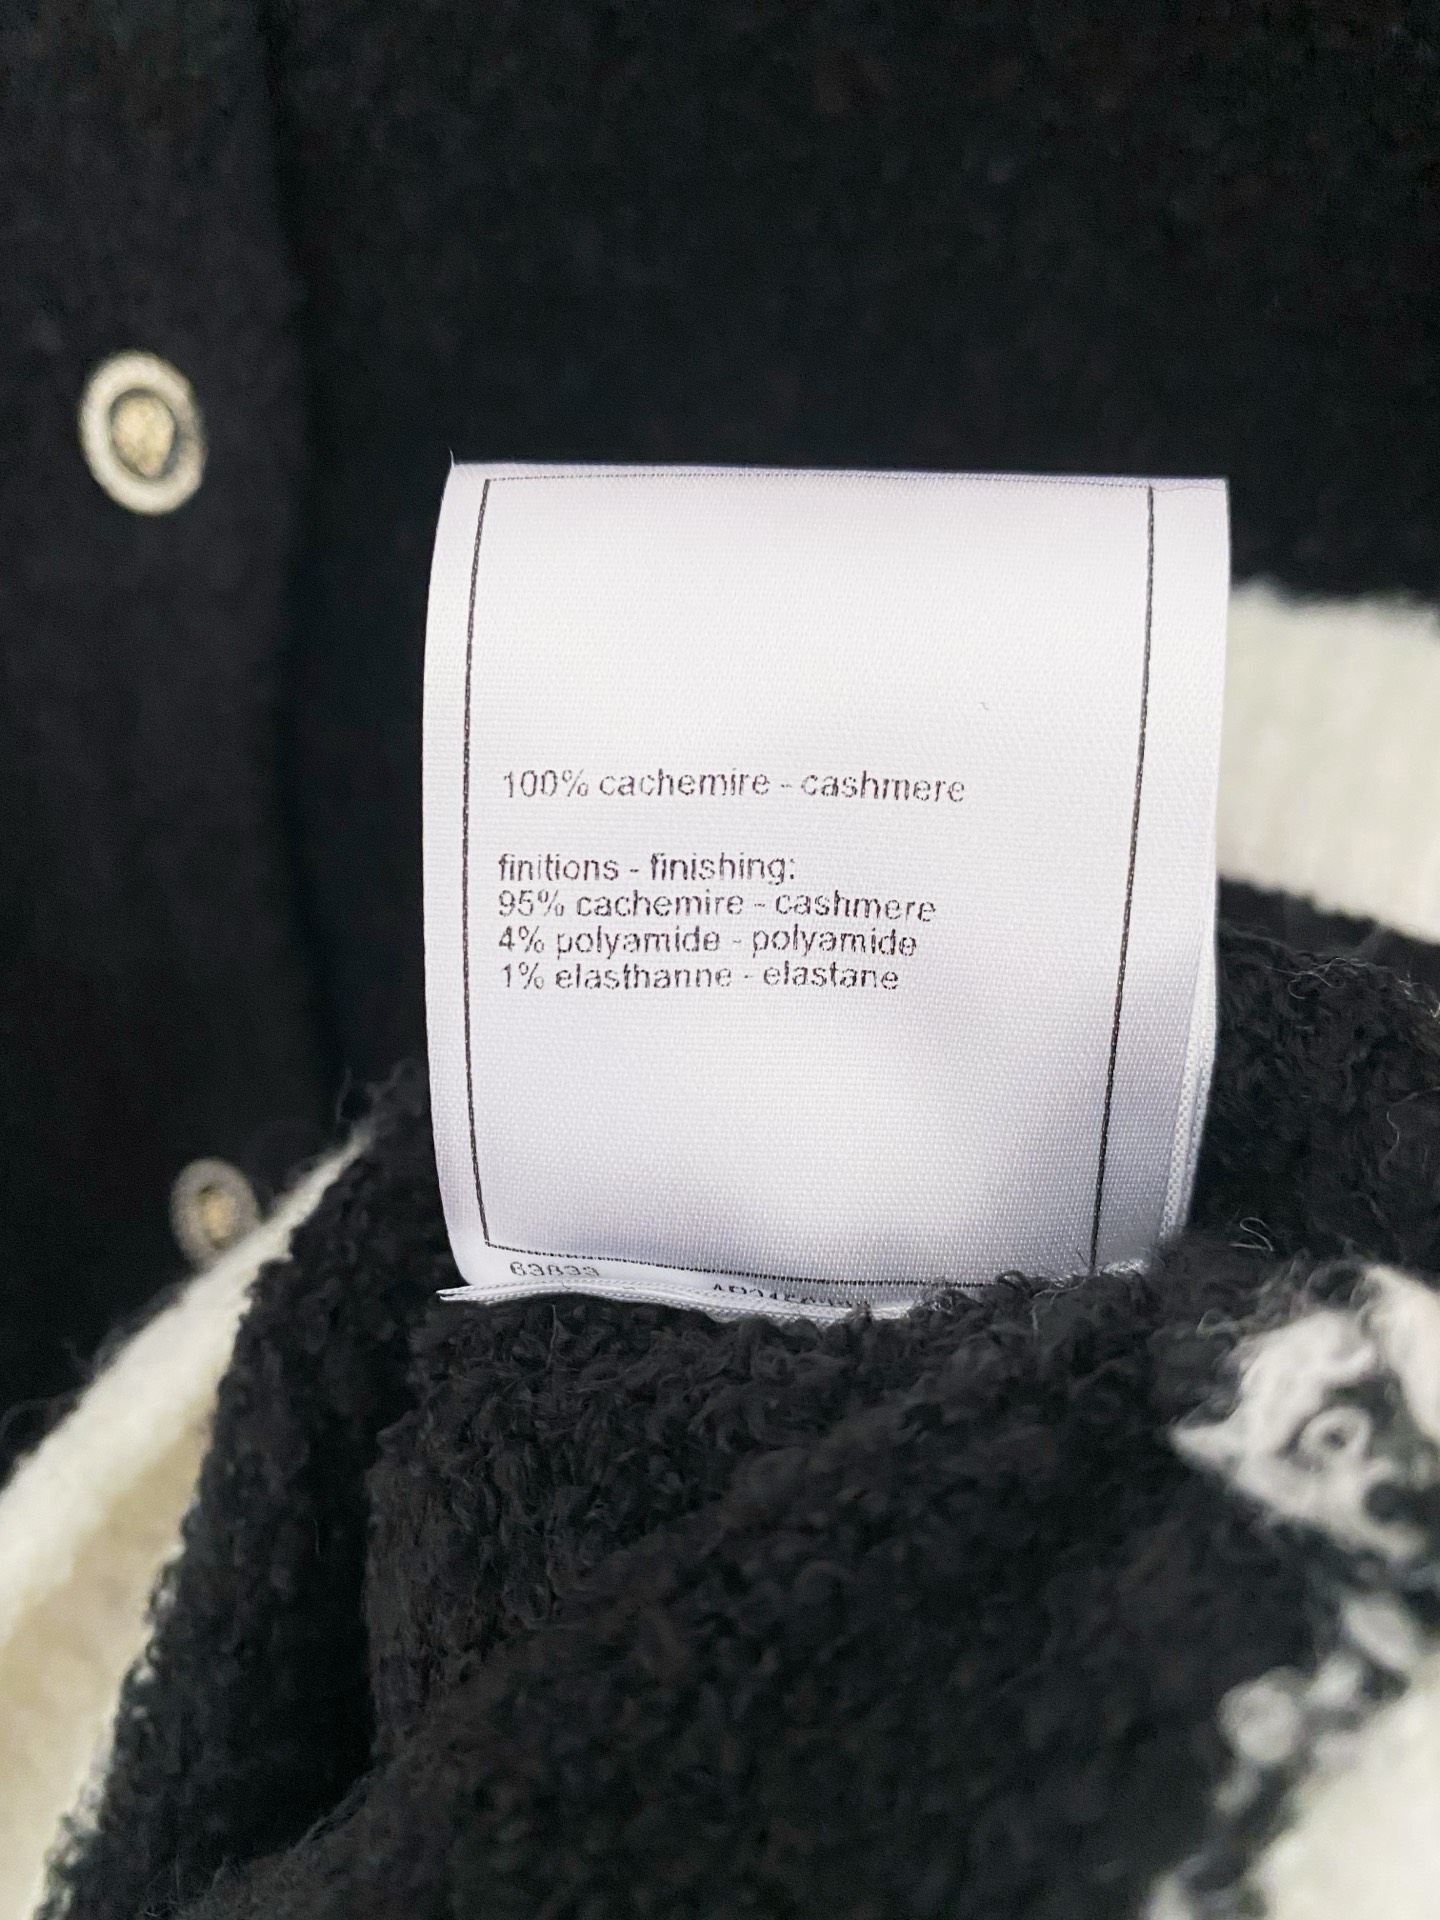 100% cachemire - cashmere
finitions - finishing:
95% cachemire - cashmere
4% polyamide - polyamide
1% elasthanne - elastane